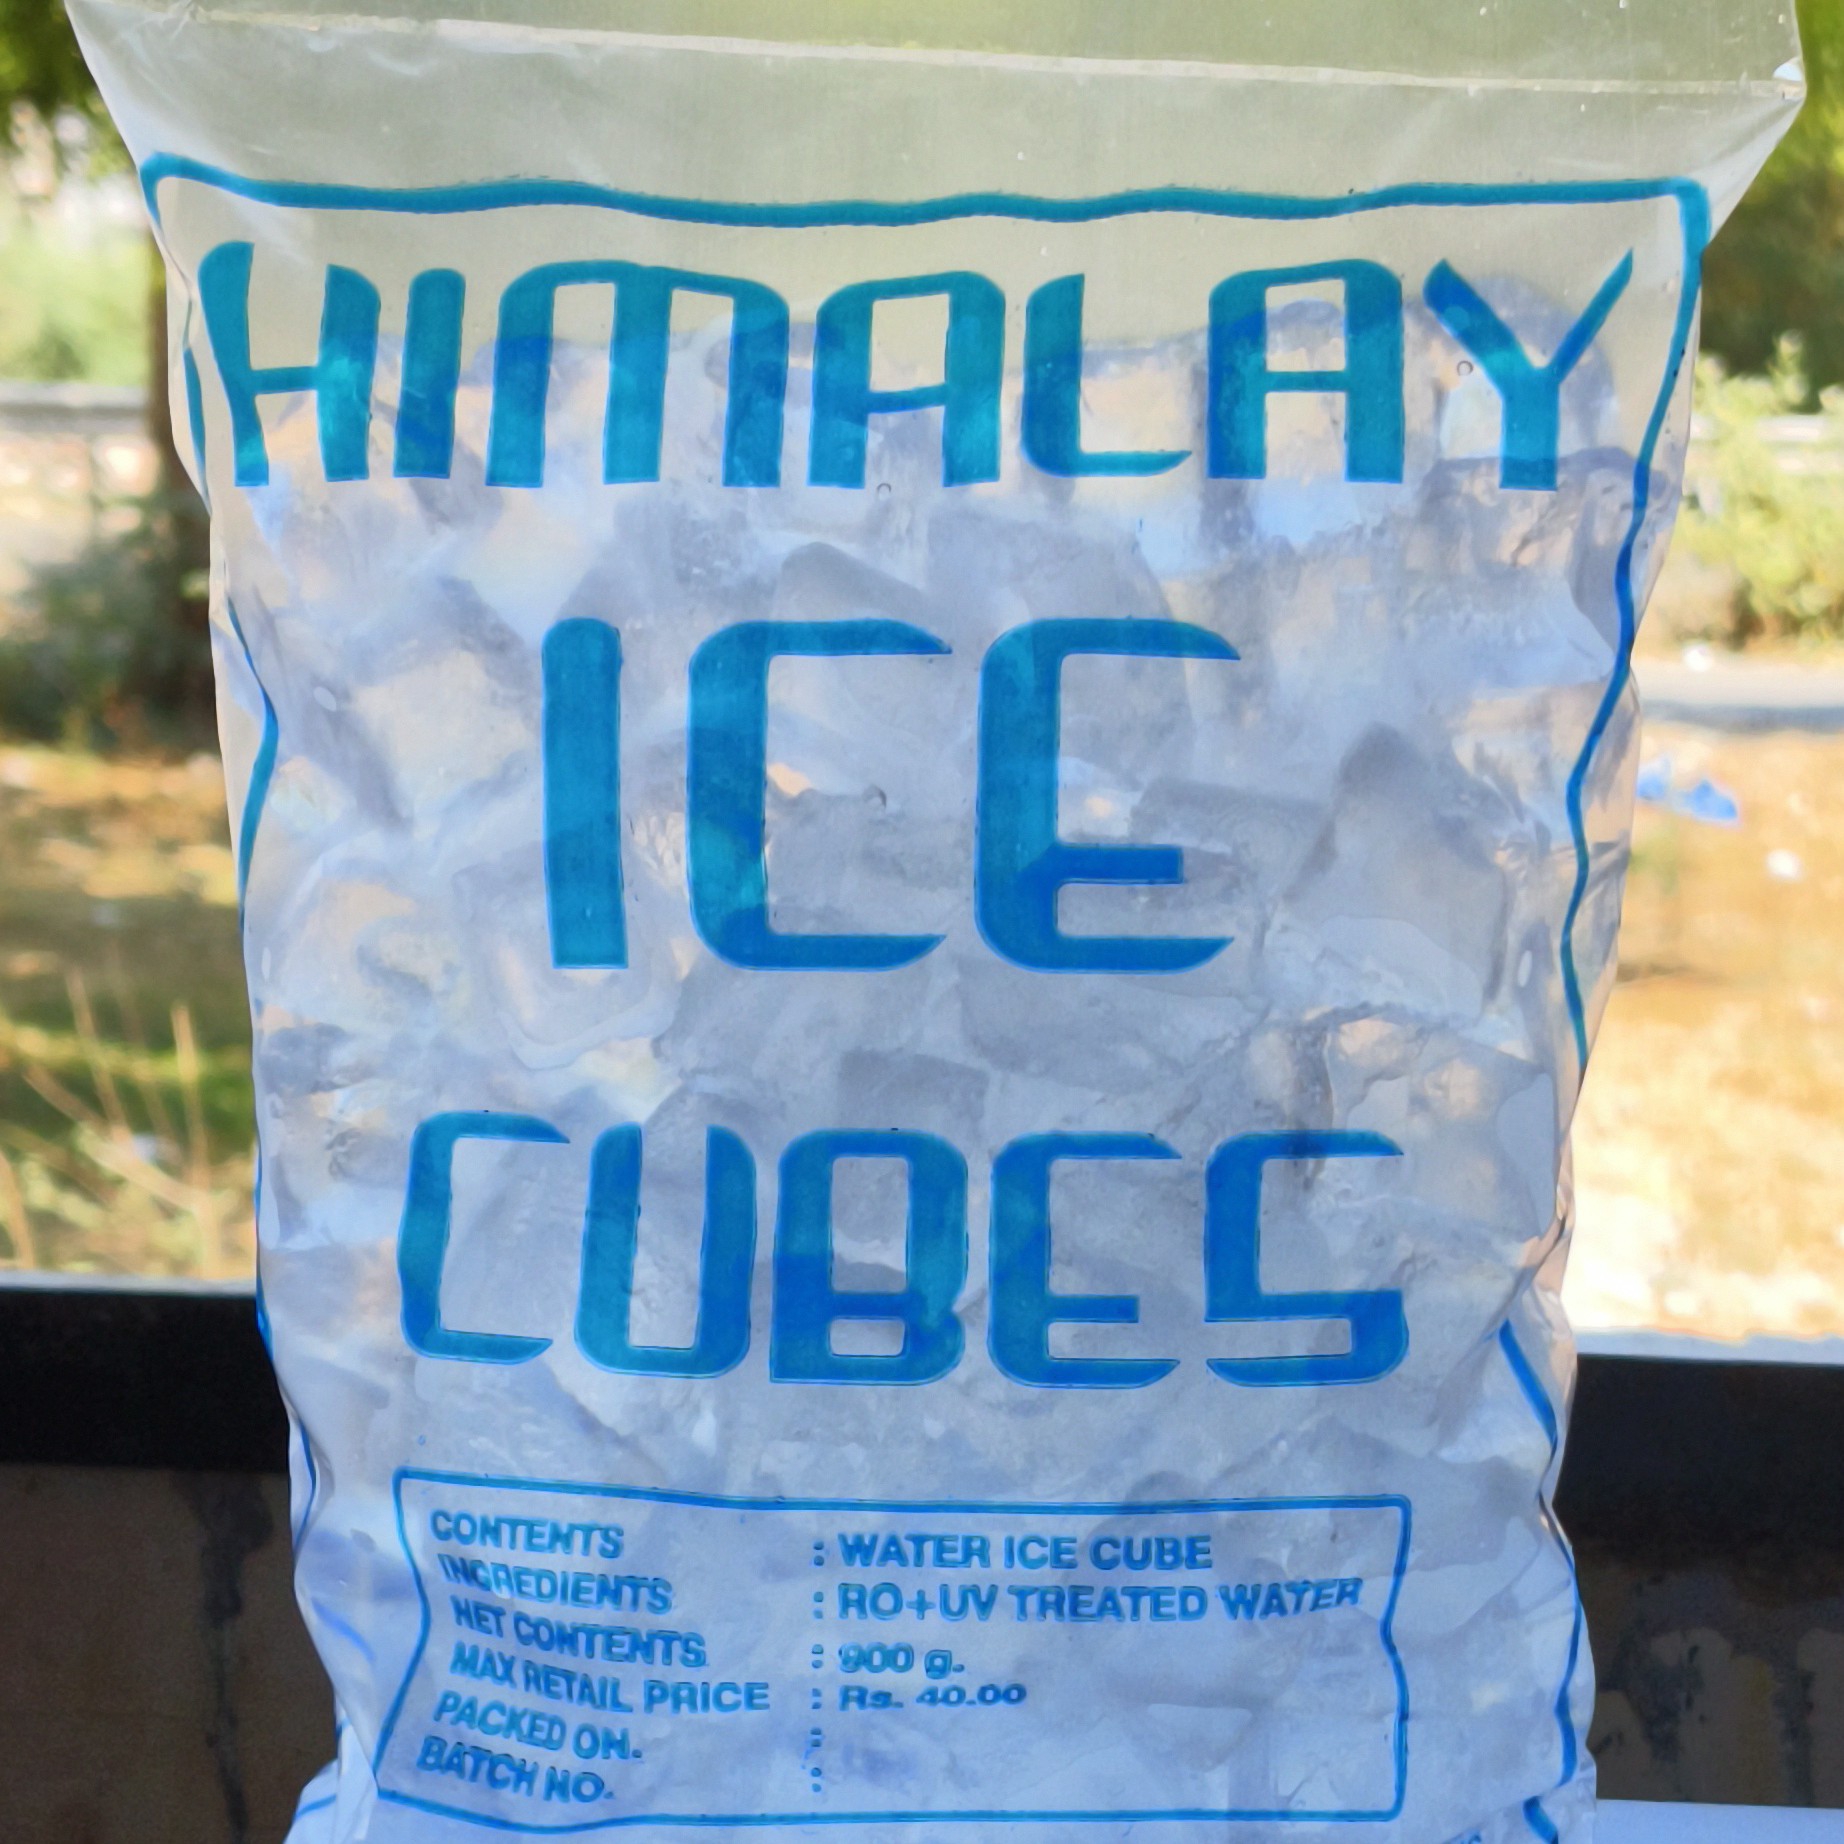 HIMALAY
ICE
CUBES
CONTENTS : WATER ICE CUBE
INGREDIENTS : RO+UV TREATED WATER
NET CONTENTS : 900 g.
MAX RETAIL PRICE : Rs. 40.00
PACKED ON. :
BATCH NO. :